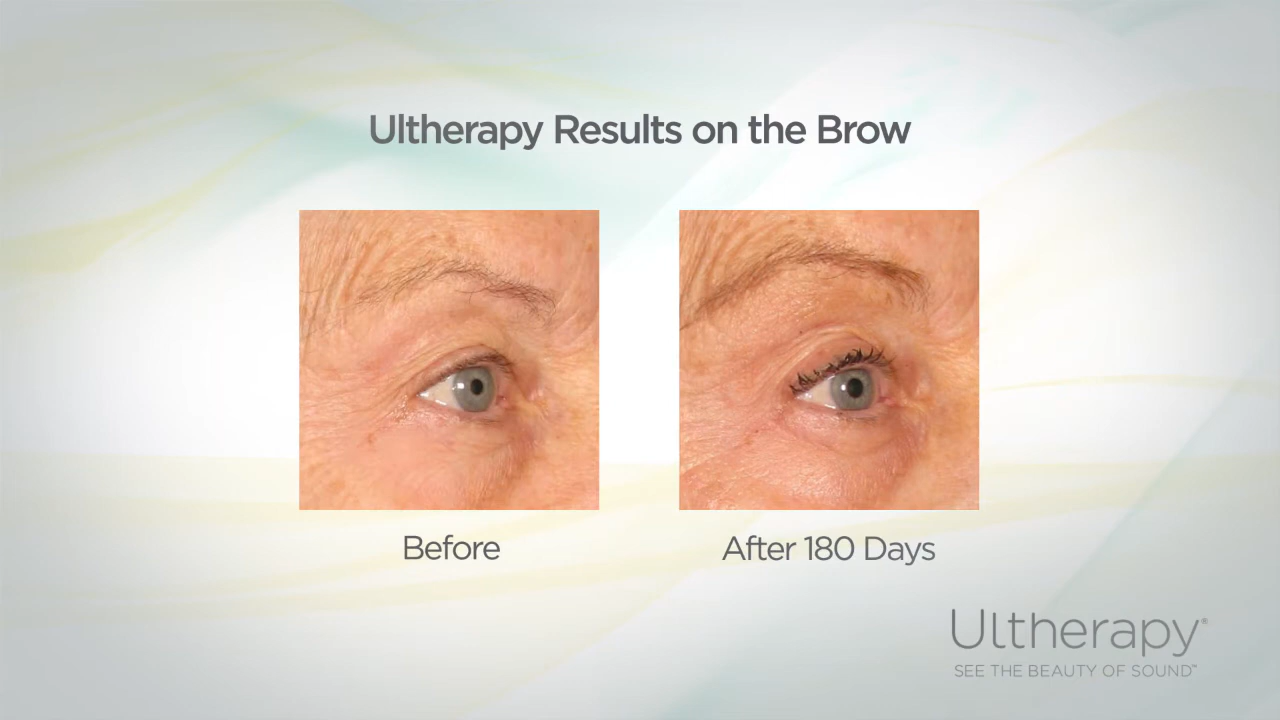 Ultherapy Results on the Brow
Before
After 180 Days
Ultherapy®
SEE THE BEAUTY OF SOUND™